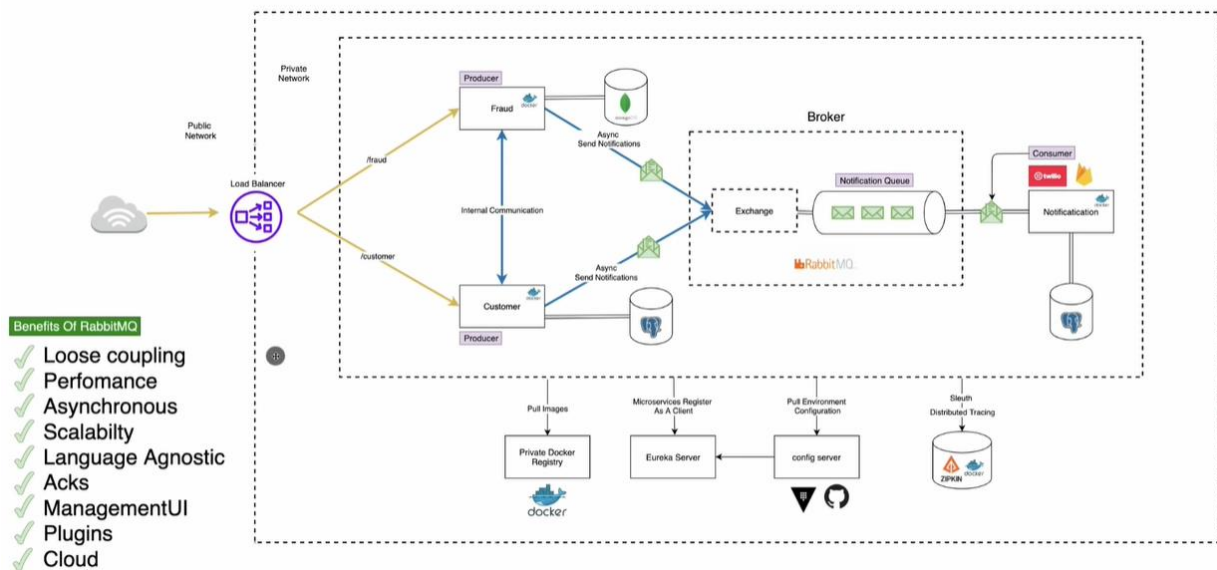 Private
Network
Public
Network
Load Balancer
/fraud
/customer
Producer
Fraud
docker
Async
Send Notifications
Internal Communication
Async
Send Notifications
Customer
docker
Producer
Broker
Exchange
Notification Queue
RabbitMQ
Consumer
twilio
Notificatication
docker
Benefits Of RabbitMQ
Loose coupling
Perfomance
Asynchronous
Scalabilty
Language Agnostic
Acks
ManagementUI
Plugins
Cloud
Pull Images
Private Docker
Registry
docker
Microservices Register
As A Client
Eureka Server
Pull Environment
Configuration
config server
Sleuth
Distributed Tracing
ZIPKIN
docker